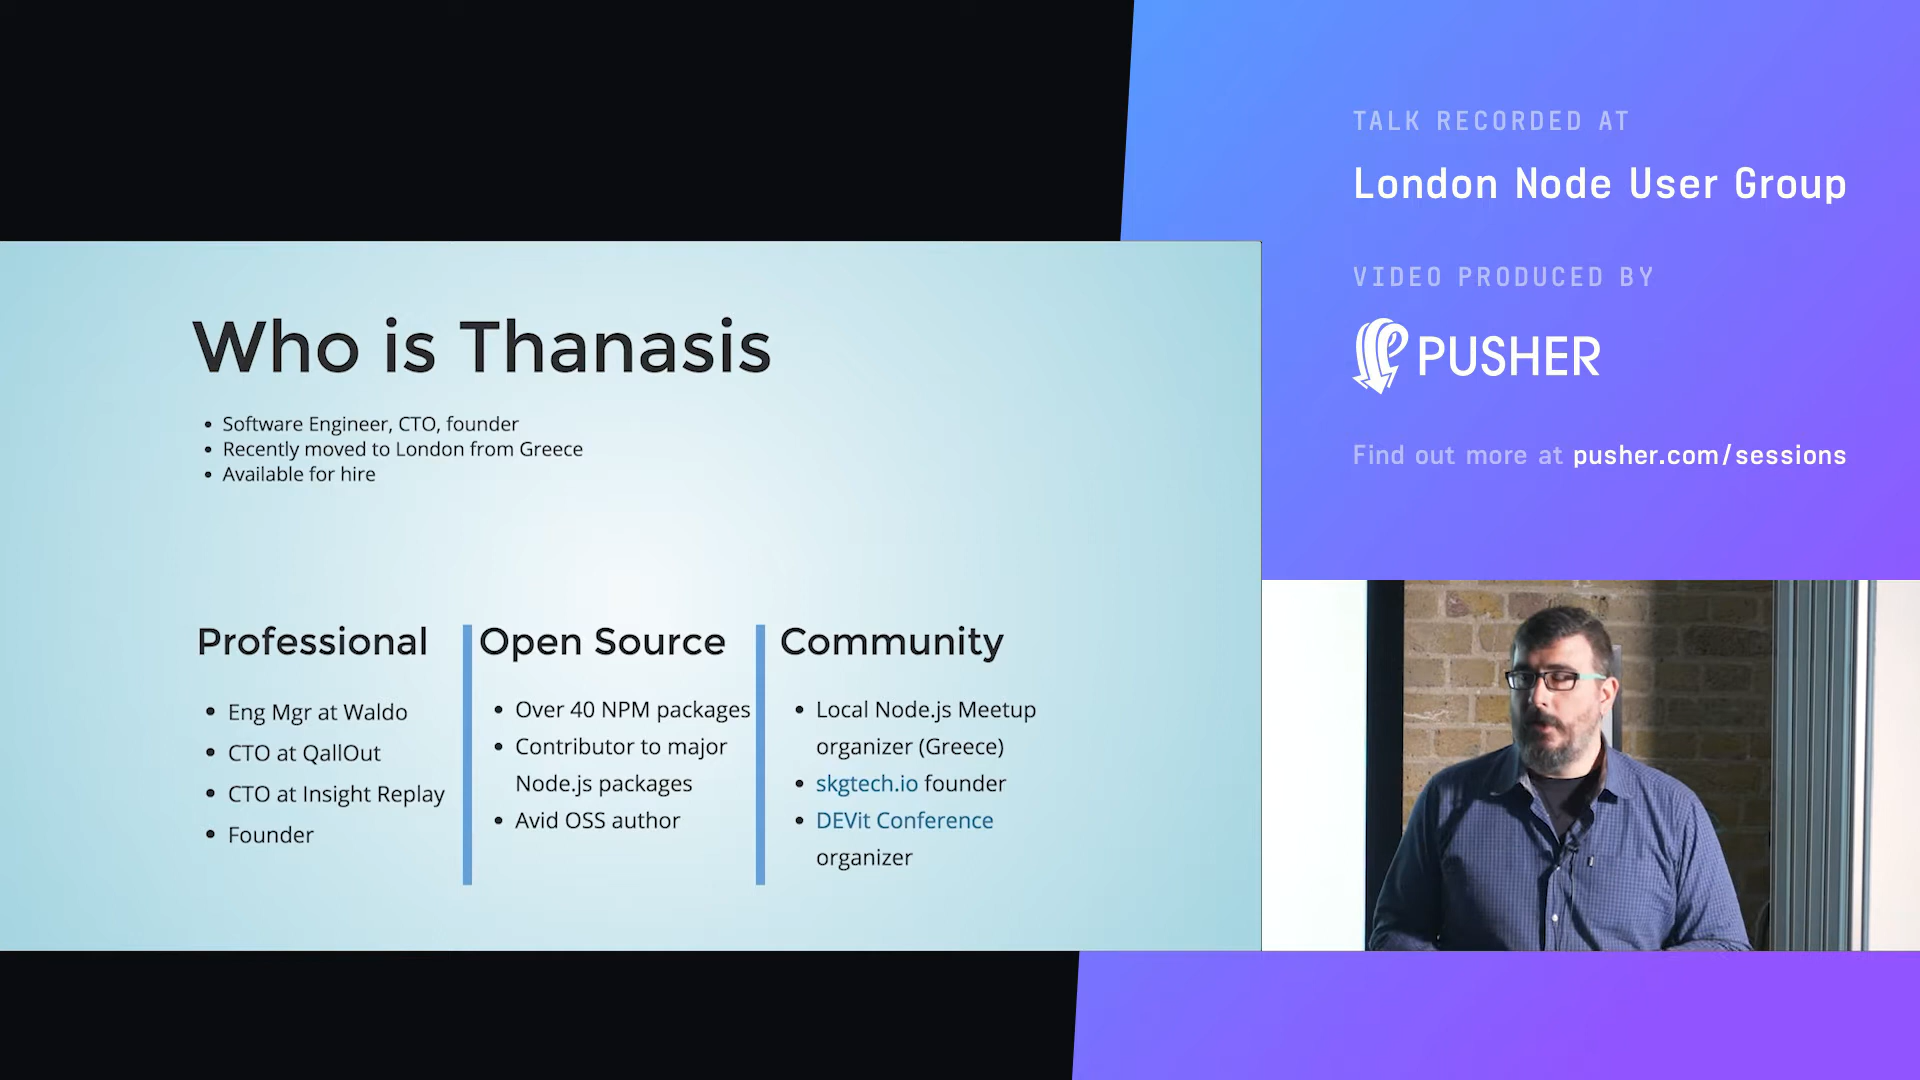 Who is Thanasis
Software Engineer, CTO, founder
Recently moved to London from Greece
Available for hire
Professional
Eng Mgr at Waldo
CTO at QallOut
CTO at Insight Replay
Founder
Open Source
Over 40 NPM packages
Contributor to major
Node.js packages
Avid OSS author
Community
Local Node.js Meetup
organizer (Greece)
skgtech.io founder
DEVit Conference
organizer
TALK RECORDED AT
London Node User Group
VIDEO PRODUCED BY
PUSHER
Find out more at pusher.com/sessions